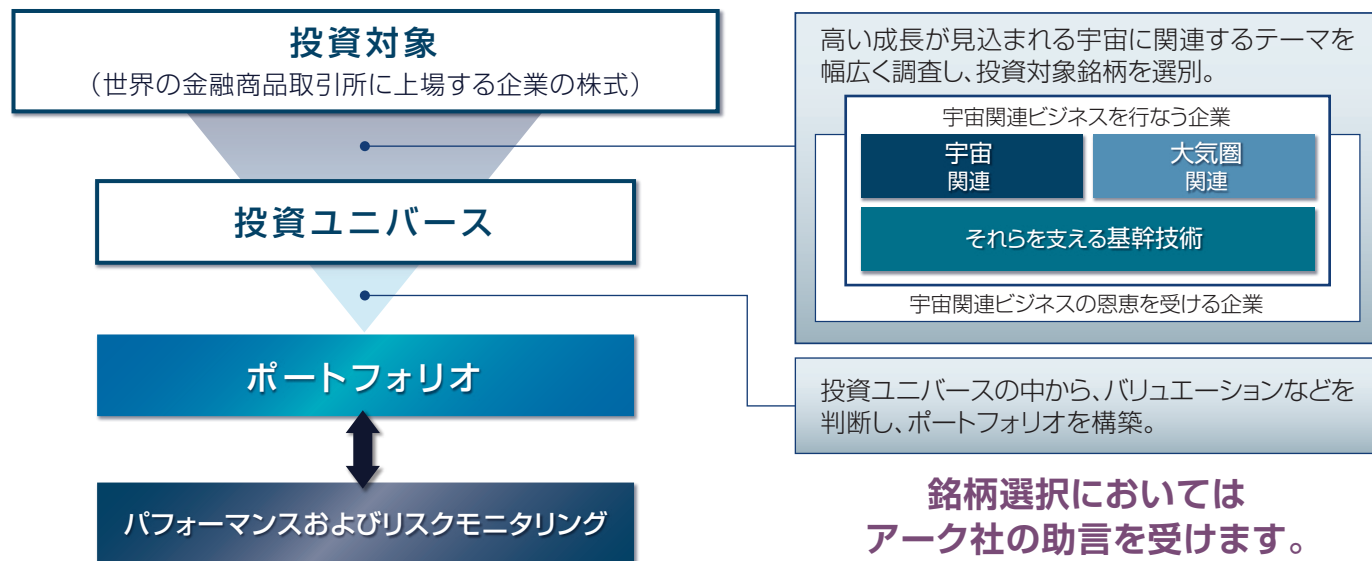 投資対象
（世界の金融商品取引所に上場する企業の株式）
投資ユニバース
ポートフォリオ
パフォーマンスおよびリスクモニタリング
高い成長が見込まれる宇宙に関連するテーマを
幅広く調査し、投資対象銘柄を選別。
宇宙関連ビジネスを行なう企業
宇宙
関連
大気圏
関連
それらを支える基幹技術
宇宙関連ビジネスの恩恵を受ける企業
投資ユニバースの中から、バリュエーションなどを
判断し、ポートフォリオを構築。
銘柄選択においては
アーク社の助言を受けます。